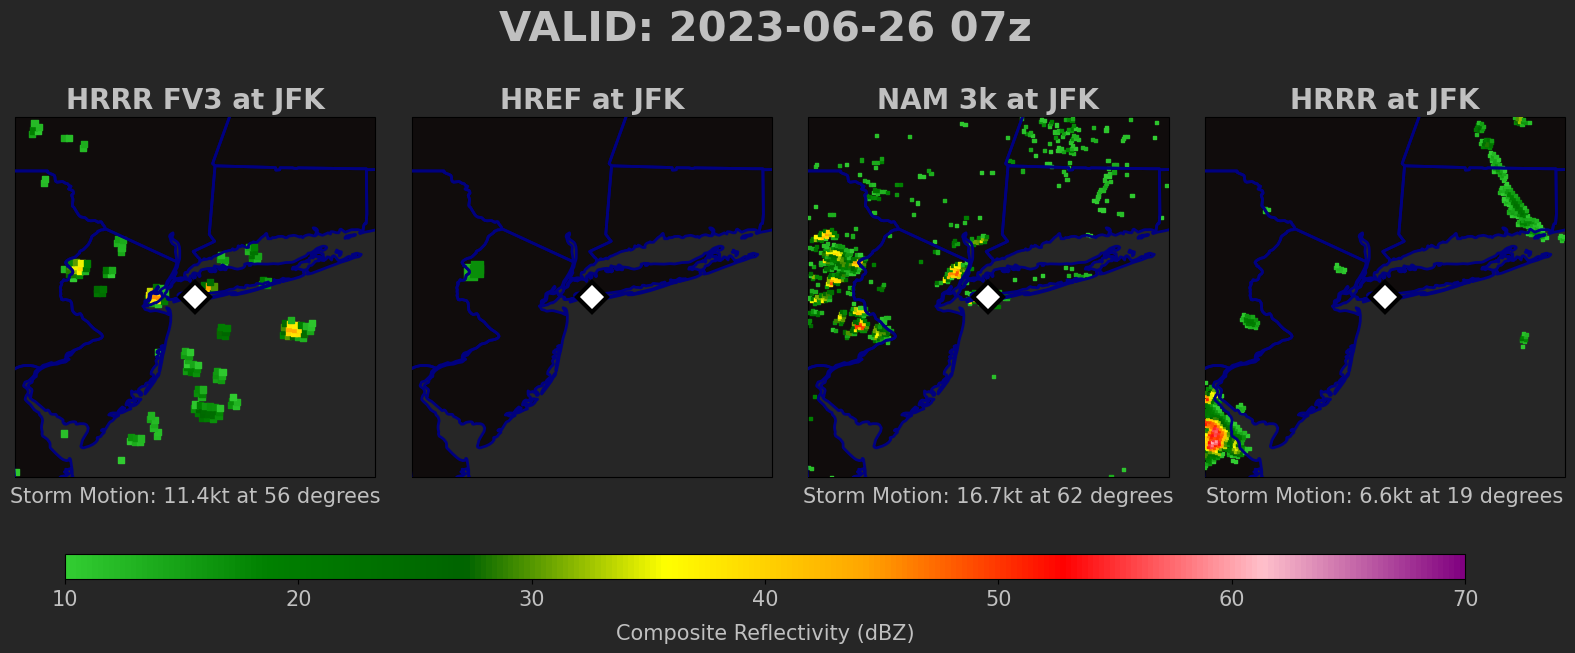 VALID: 2023-06-26 07z
HRRR FV3 at JFK
HREF at JFK
NAM 3k at JFK
HRRR at JFK
Storm Motion: 11.4kt at 56 degrees
Storm Motion: 16.7kt at 62 degrees
Storm Motion: 6.6kt at 19 degrees
10 20 30 40 50 60 70
Composite Reflectivity (dBZ)